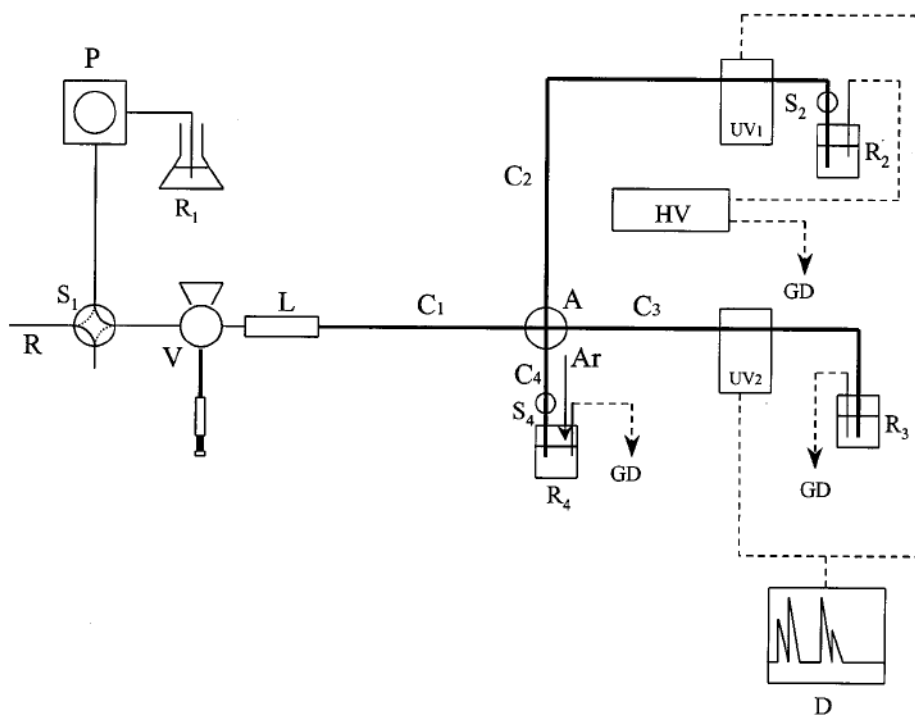 P
R₁
S₁
R
V
L
C₁
C₂
UV₁
S₂
R₂
HV
GD
A
C₃
Ar
C₄
S₄
R₄
GD
UV₂
R₃
GD
D